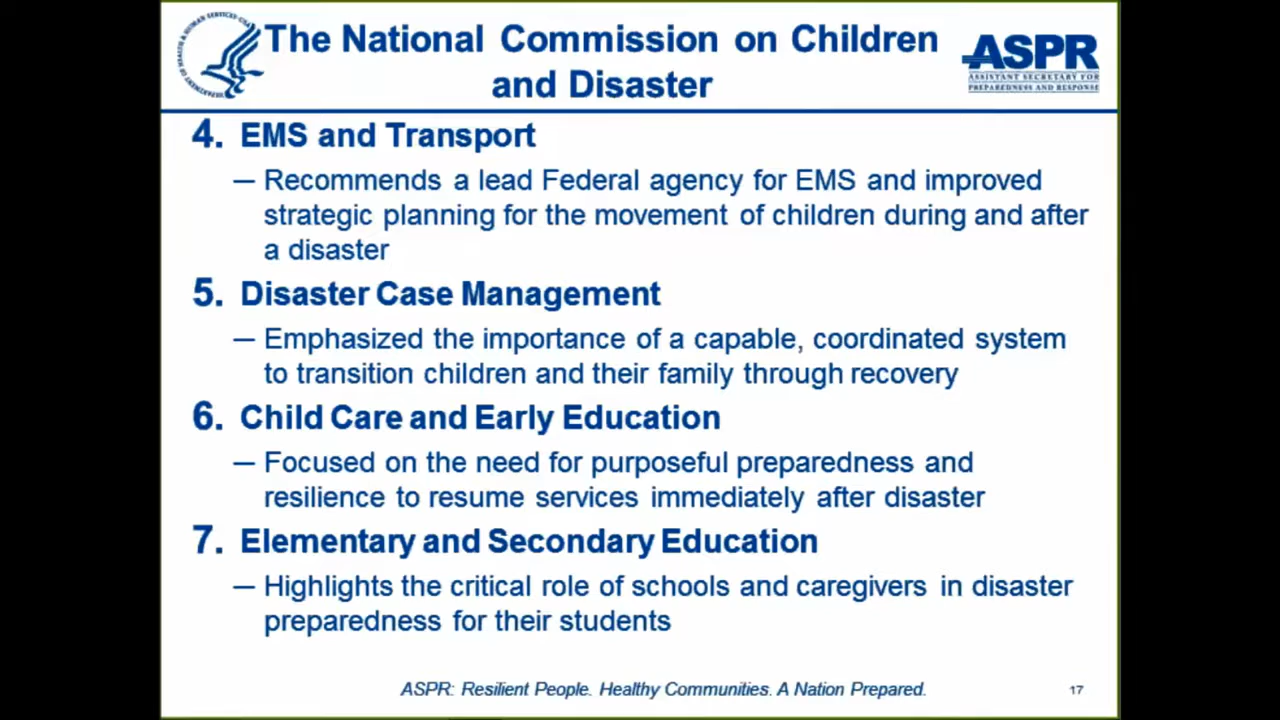 The National Commission on Children
and Disaster
ASPR
ASSISTANT SECRETARY FOR
PREPAREDNESS AND RESPONSE
4. EMS and Transport
— Recommends a lead Federal agency for EMS and improved
strategic planning for the movement of children during and after
a disaster
5. Disaster Case Management
— Emphasized the importance of a capable, coordinated system
to transition children and their family through recovery
6. Child Care and Early Education
— Focused on the need for purposeful preparedness and
resilience to resume services immediately after disaster
7. Elementary and Secondary Education
— Highlights the critical role of schools and caregivers in disaster
preparedness for their students
ASPR: Resilient People. Healthy Communities. A Nation Prepared.
17